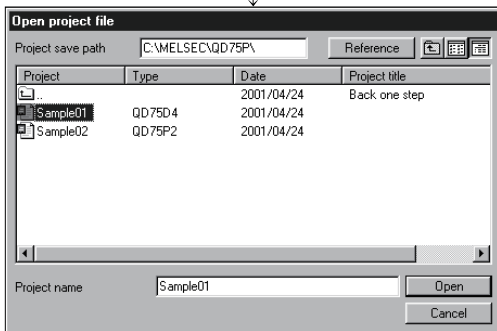 Open project file
Project save path C:\MELSEC\QD75P\ Reference
Project Type Date Project title
.. 2001/04/24 Back one step
Sample01 QD75D4 2001/04/24
Sample02 QD75P2 2001/04/24
Project name Sample01 Open
Cancel